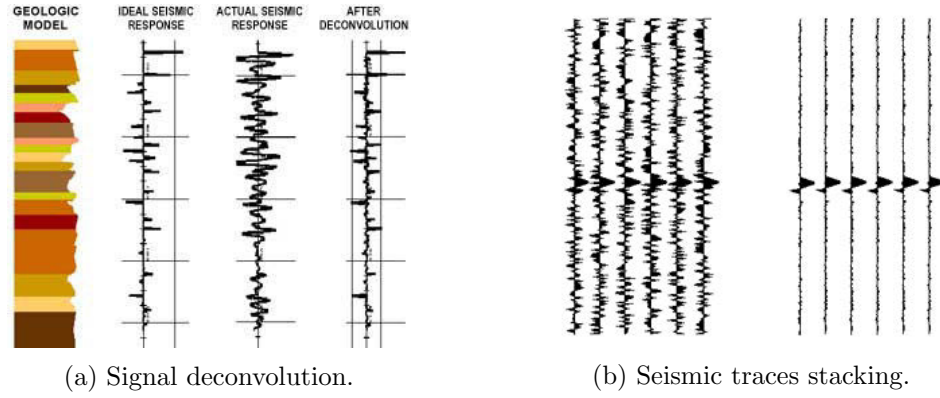 GEOLOGIC
MODEL
IDEAL SEISMIC
RESPONSE
ACTUAL SEISMIC
RESPONSE
AFTER
DECONVOLUTION
(a) Signal deconvolution.
(b) Seismic traces stacking.